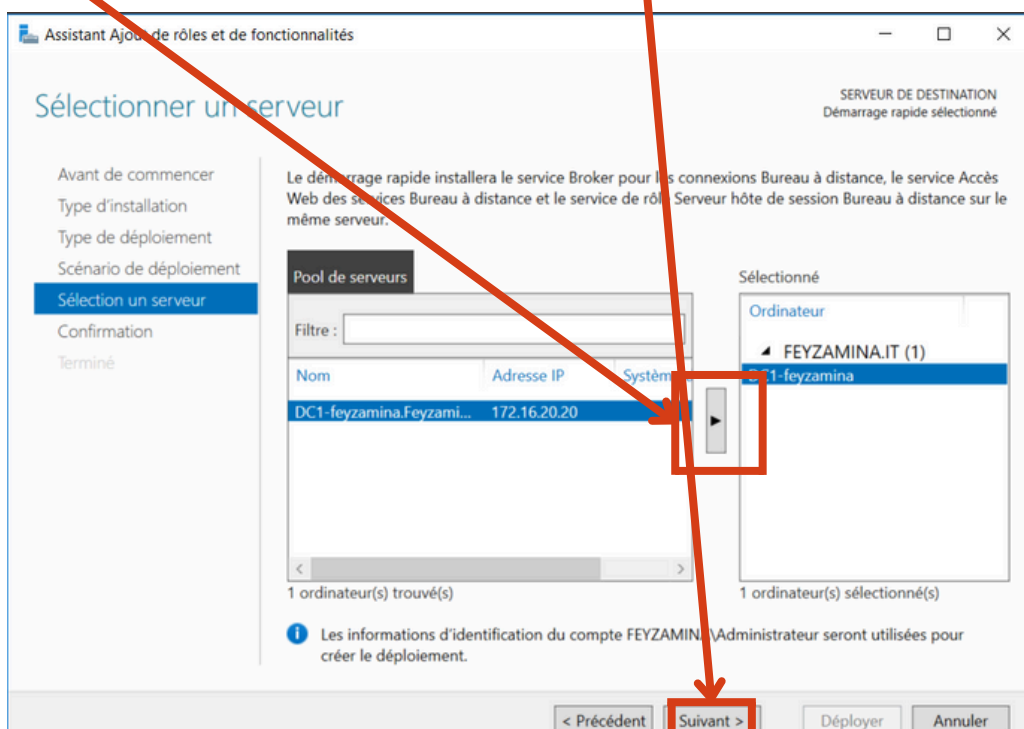 Assistant Ajout de rôles et de fonctionnalités
Sélectionner un serveur
SERVEUR DE DESTINATION
Démarrage rapide sélectionné
Avant de commencer
Type d'installation
Type de déploiement
Scénario de déploiement
Sélection un serveur
Confirmation
Terminé
Le démarrage rapide installera le service Broker pour les connexions Bureau à distance, le service Accès
Web des services Bureau à distance et le service de rôle Serveur hôte de session Bureau à distance sur le
même serveur.
Pool de serveurs
Filtre :
Nom Adresse IP Systèm
DC1-feyzamina.Feyzami... 172.16.20.20
1 ordinateur(s) trouvé(s)
Sélectionné
Ordinateur
FEYZAMINA.IT (1)
DC1-feyzamina
1 ordinateur(s) sélectionné(s)
Les informations d'identification du compte FEYZAMINA\Administrateur seront utilisées pour
créer le déploiement.
< Précédent Suivant > Déployer Annuler